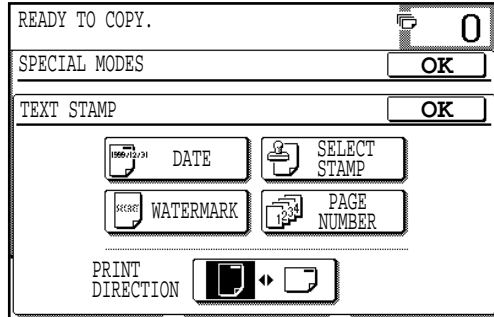 READY TO COPY.
0
SPECIAL MODES
OK
TEXT STAMP
OK
1999/12/31
DATE
SELECT
STAMP
SECRET
WATERMARK
1234
PAGE
NUMBER
PRINT
DIRECTION